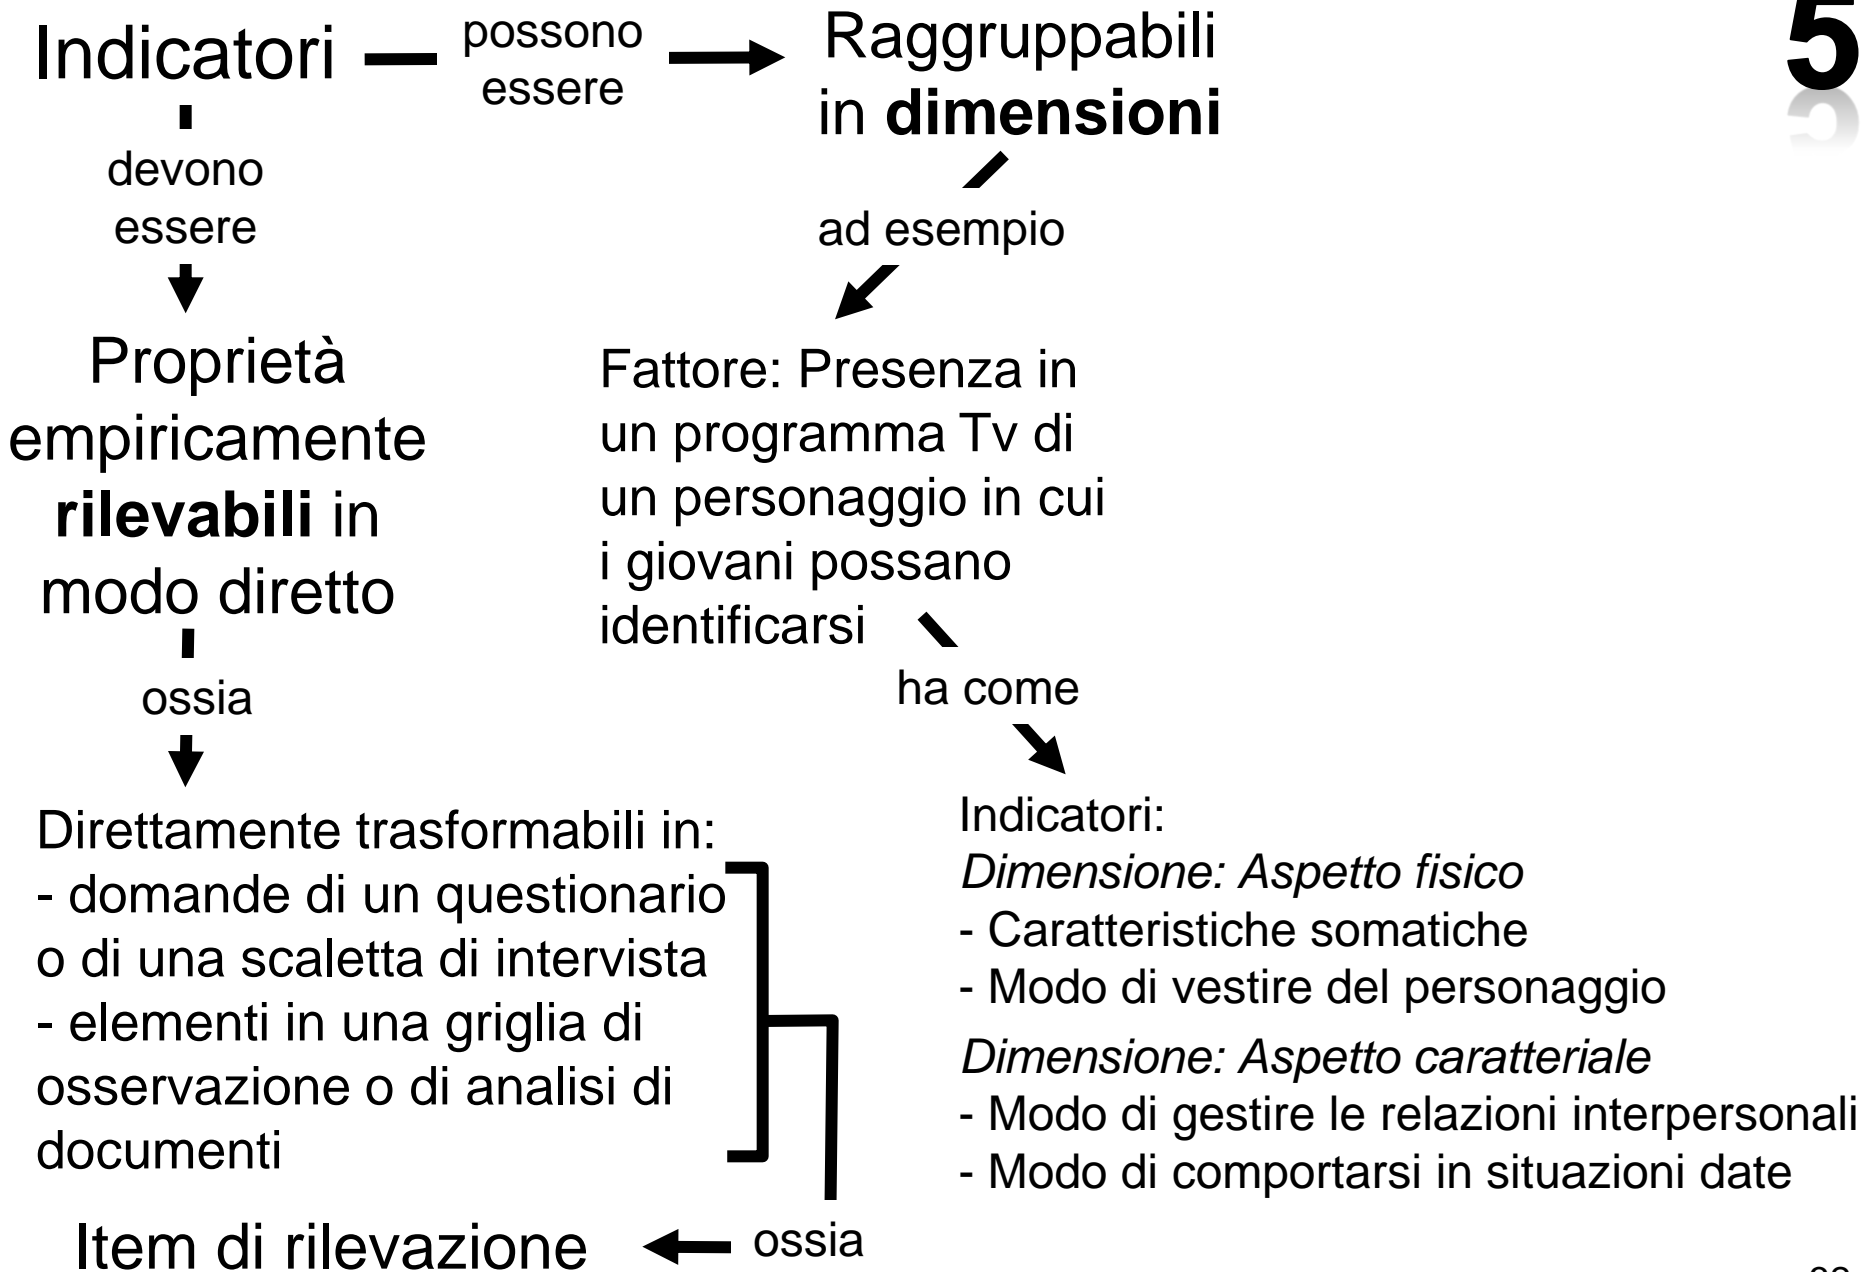 Indicatori
possono
essere
Raggruppabili
in dimensioni
5
devono
essere
ad esempio
Proprietà
empiricamente
rilevabili in
modo diretto
Fattore: Presenza in
un programma Tv di
un personaggio in cui
i giovani possano
identificarsi
ossia
ha come
Direttamente trasformabili in:
- domande di un questionario
o di una scaletta di intervista
- elementi in una griglia di
osservazione o di analisi di
documenti
Indicatori:
Dimensione: Aspetto fisico
- Caratteristiche somatiche
- Modo di vestire del personaggio
Dimensione: Aspetto caratteriale
- Modo di gestire le relazioni interpersonali
- Modo di comportarsi in situazioni date
Item di rilevazione
ossia